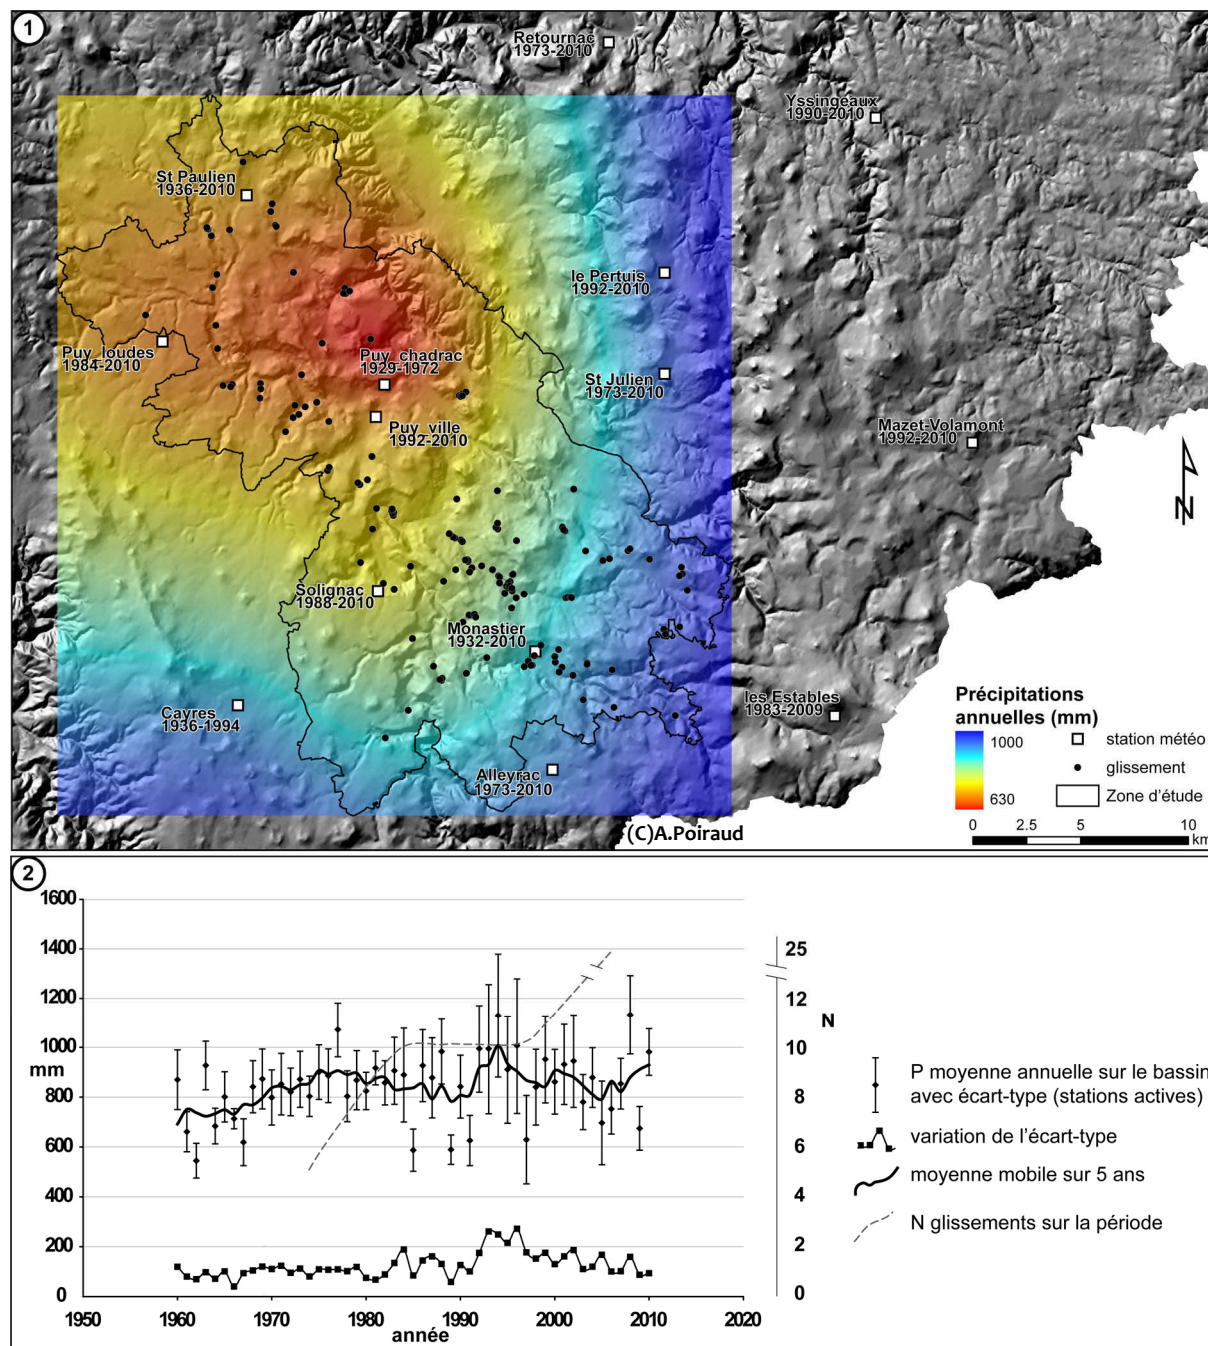 1
Retournac
1973-2010
Yssingeaux
1990-2010
St Paulien
1936-2010
le Pertuis
1992-2010
Puy_loudes
1984-2010
Puy_chadrac
1929-1972
St Julien
1973-2010
Puy_ville
1992-2010
Mazet-Volamont
1992-2010
N
Solignac
1988-2010
Monastier
1932-2010
Cayres
1936-1994
les Estables
1983-2009
Alleyrac
1973-2010
Précipitations
annuelles (mm)
1000
630
station météo
glissement
Zone d'étude
0 2.5 5 10
km
(C)A.Poiraud
2
1600
1400
1200
1000
mm
800
600
400
200
0
1950 1960 1970 1980 1990 2000 2010 2020
année
25
12
N
10
8
6
4
2
0
P moyenne annuelle sur le bassin
avec écart-type (stations actives)
variation de l'écart-type
moyenne mobile sur 5 ans
N glissements sur la période